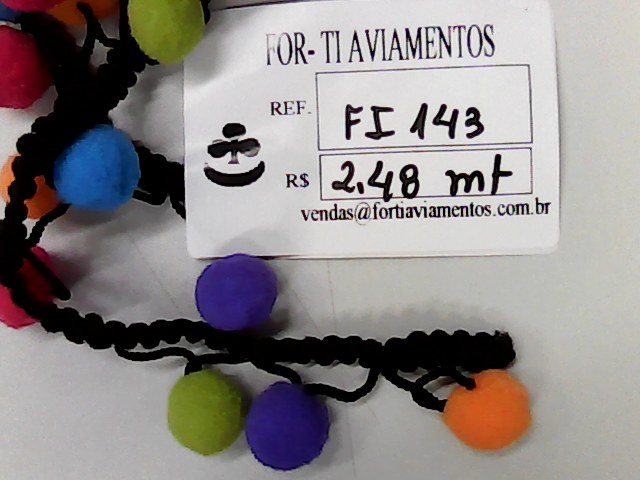 FOR- TI AVIAMENTOS
REF. FI 143
R$ 2.48 mt
vendas@fortiaviamentos.com.br